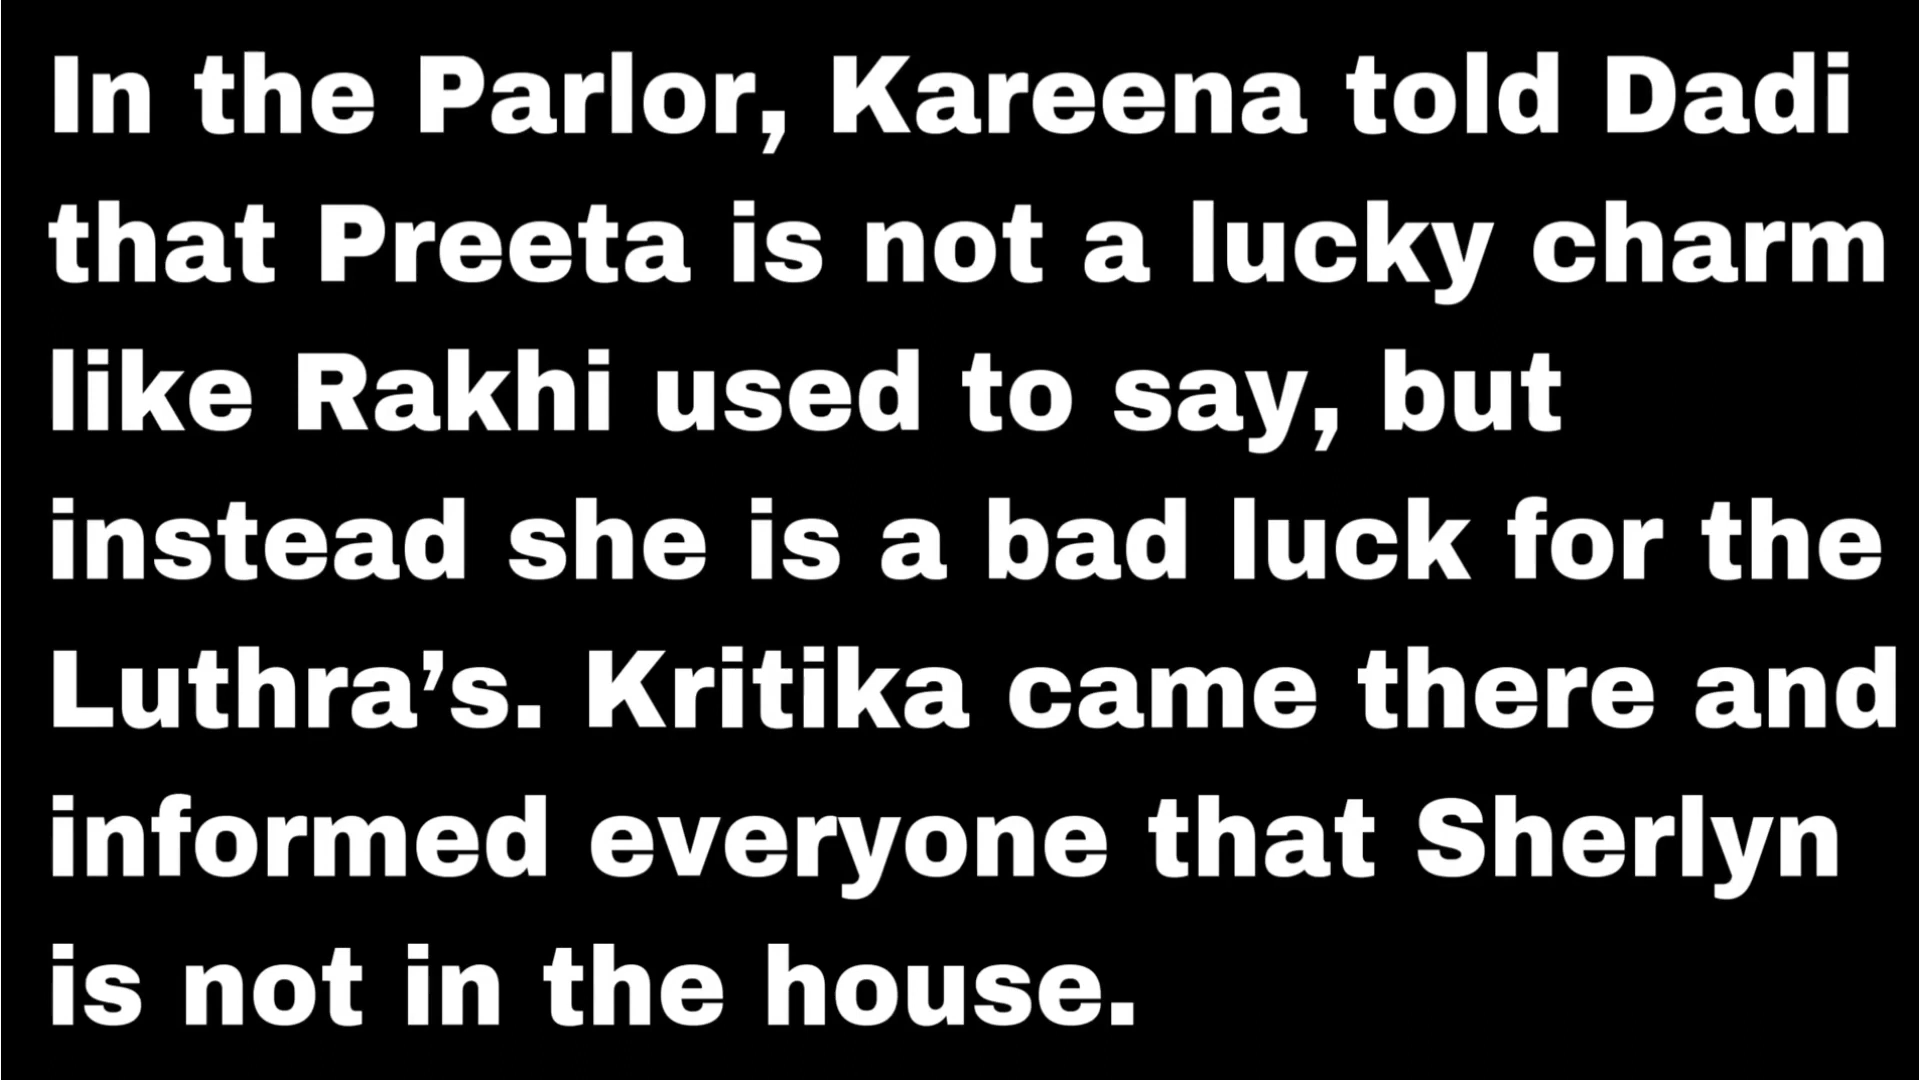 In the Parlor, Kareena told Dadi
that Preeta is not a lucky charm
like Rakhi used to say, but
instead she is a bad luck for the
Luthra’s. Kritika came there and
informed everyone that Sherlyn
is not in the house.